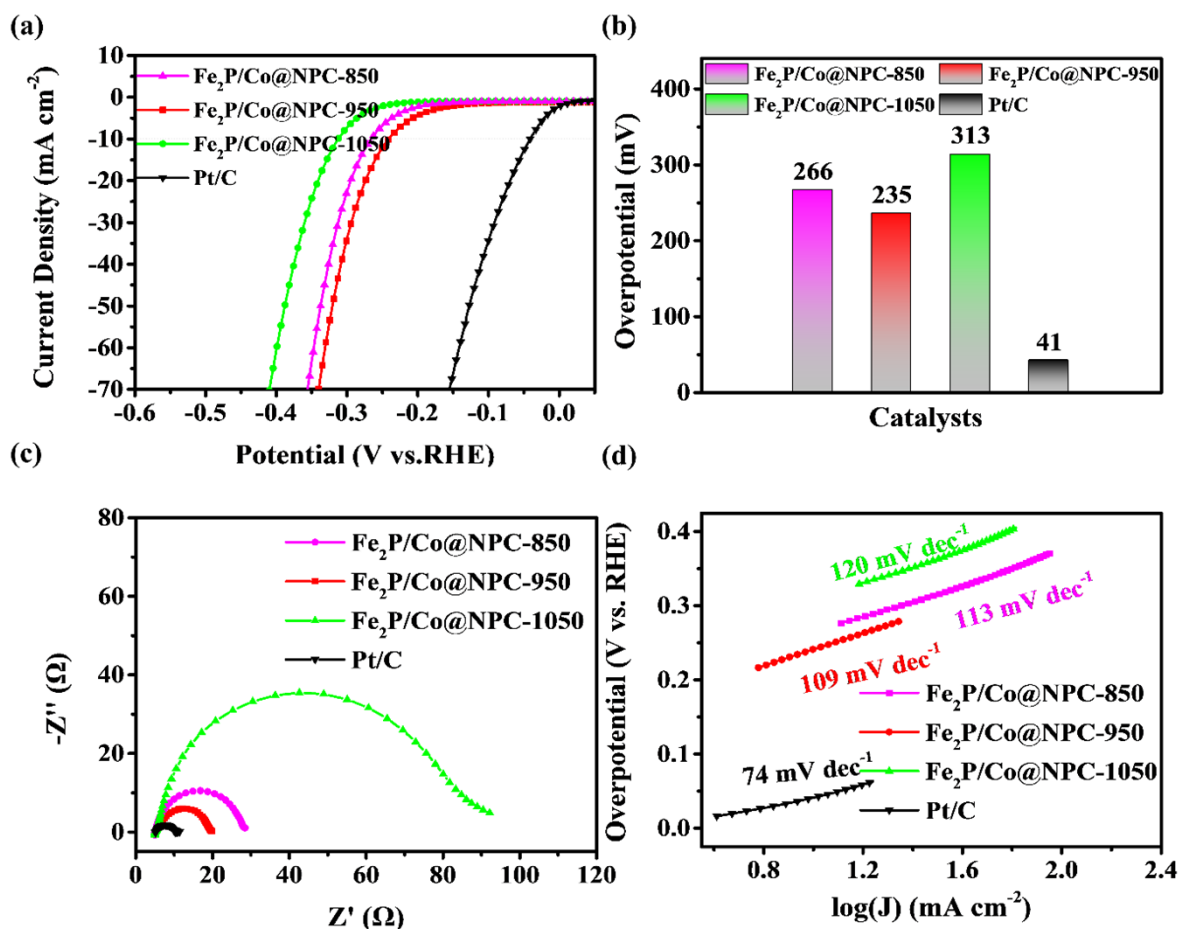 (a)
10
0
-10
-20
-30
-40
-50
-60
-70
Current Density (mA cm⁻²)
Fe₂P/Co@NPC-850
Fe₂P/Co@NPC-950
Fe₂P/Co@NPC-1050
Pt/C
-0.6 -0.5 -0.4 -0.3 -0.2 -0.1 0.0
Potential (V vs.RHE)
(b)
400
300
200
100
0
Overpotential (mV)
Fe₂P/Co@NPC-850 Fe₂P/Co@NPC-950
Fe₂P/Co@NPC-1050 Pt/C
266
235
313
41
Catalysts
(c)
80
60
40
20
0
-Z'' (Ω)
Fe₂P/Co@NPC-850
Fe₂P/Co@NPC-950
Fe₂P/Co@NPC-1050
Pt/C
0 20 40 60 80 100 120
Z' (Ω)
(d)
0.4
0.3
0.2
0.1
0.0
Overpotential (V vs. RHE)
120 mV dec⁻¹
113 mV dec⁻¹
109 mV dec⁻¹
74 mV dec⁻¹
Fe₂P/Co@NPC-850
Fe₂P/Co@NPC-950
Fe₂P/Co@NPC-1050
Pt/C
0.8 1.2 1.6 2.0 2.4
log(J) (mA cm⁻²)